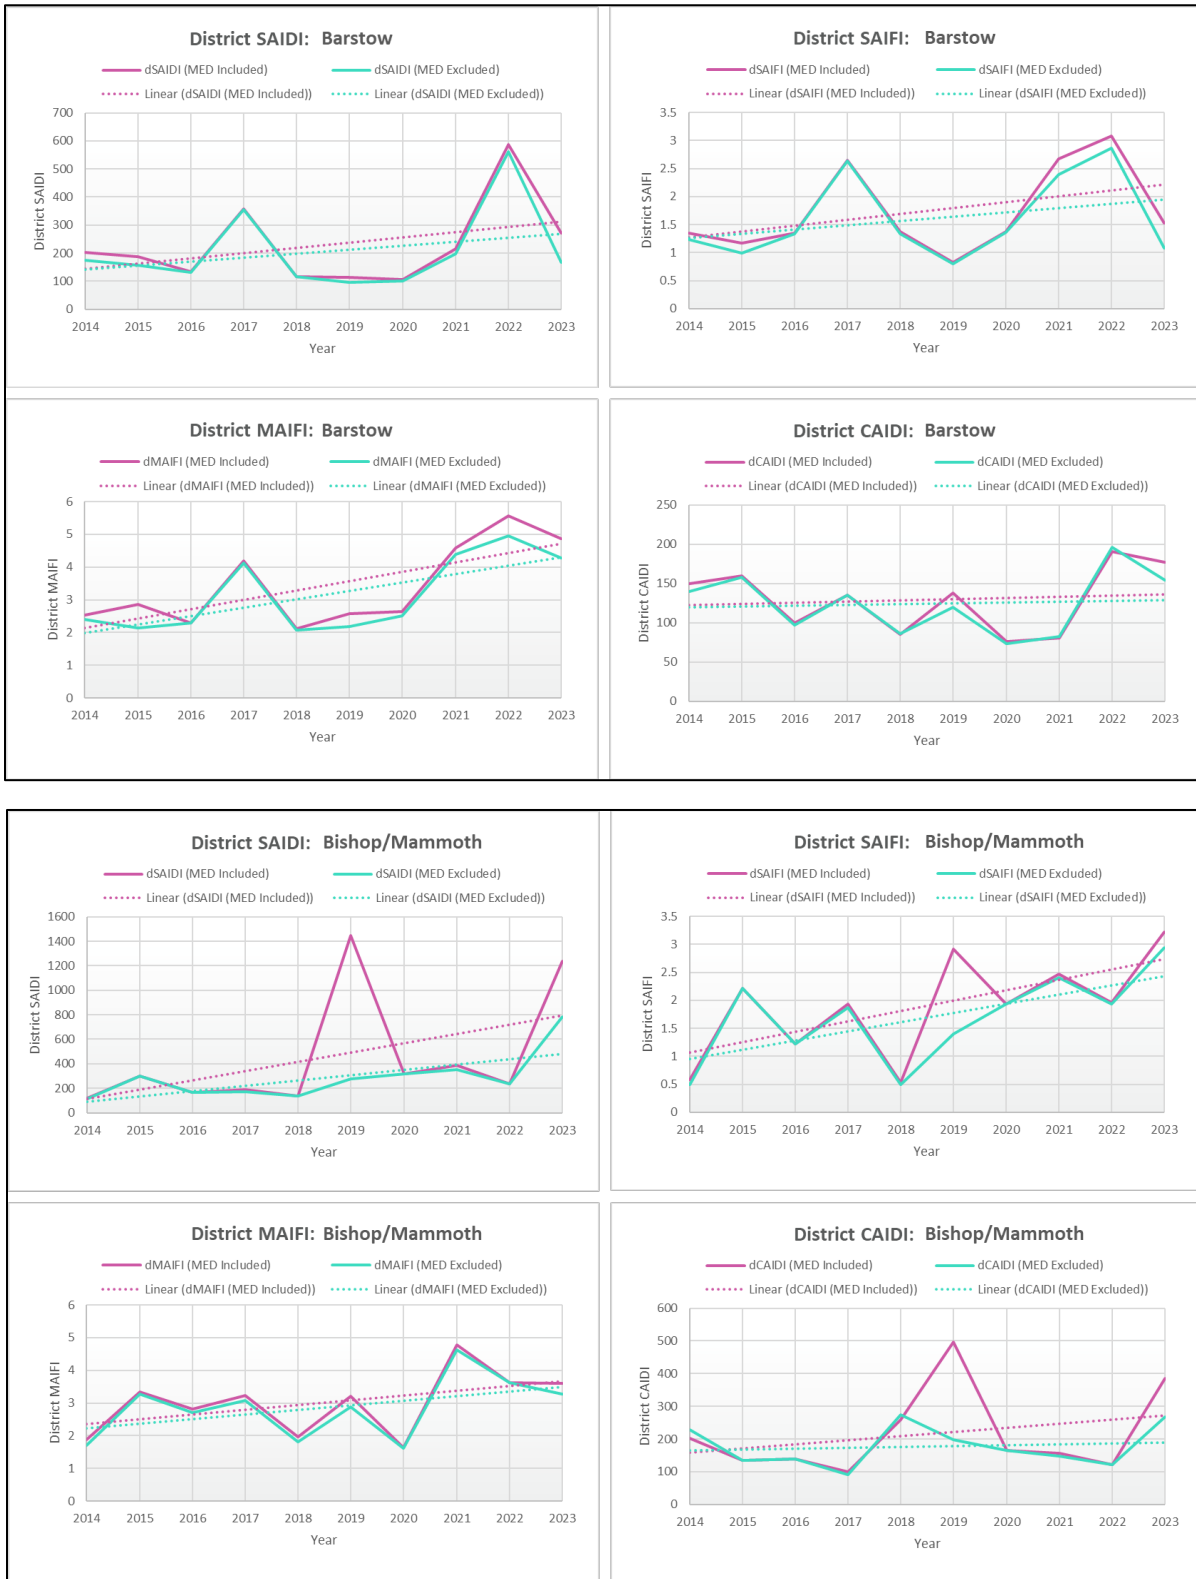 District SAIDI: Barstow
dSAIDI (MED Included)
dSAIDI (MED Excluded)
Linear (dSAIDI (MED Included))
Linear (dSAIDI (MED Excluded))
700
600
500
400
300
200
100
0
District SAIDI
2014 2015 2016 2017 2018 2019 2020 2021 2022 2023
Year
District SAIFI: Barstow
dSAIFI (MED Included)
dSAIFI (MED Excluded)
Linear (dSAIFI (MED Included))
Linear (dSAIFI (MED Excluded))
3.5
3
2.5
2
1.5
1
0.5
0
District SAIFI
2014 2015 2016 2017 2018 2019 2020 2021 2022 2023
Year
District MAIFI: Barstow
dMAIFI (MED Included)
dMAIFI (MED Excluded)
Linear (dMAIFI (MED Included))
Linear (dMAIFI (MED Excluded))
6
5
4
3
2
1
0
District MAIFI
2014 2015 2016 2017 2018 2019 2020 2021 2022 2023
Year
District CAIDI: Barstow
dCAIDI (MED Included)
dCAIDI (MED Excluded)
Linear (dCAIDI (MED Included))
Linear (dCAIDI (MED Excluded))
250
200
150
100
50
0
District CAIDI
2014 2015 2016 2017 2018 2019 2020 2021 2022 2023
Year
District SAIDI: Bishop/Mammoth
dSAIDI (MED Included)
dSAIDI (MED Excluded)
Linear (dSAIDI (MED Included))
Linear (dSAIDI (MED Excluded))
1600
1400
1200
1000
800
600
400
200
0
District SAIDI
2014 2015 2016 2017 2018 2019 2020 2021 2022 2023
Year
District SAIFI: Bishop/Mammoth
dSAIFI (MED Included)
dSAIFI (MED Excluded)
Linear (dSAIFI (MED Included))
Linear (dSAIFI (MED Excluded))
3.5
3
2.5
2
1.5
1
0.5
0
District SAIFI
2014 2015 2016 2017 2018 2019 2020 2021 2022 2023
Year
District MAIFI: Bishop/Mammoth
dMAIFI (MED Included)
dMAIFI (MED Excluded)
Linear (dMAIFI (MED Included))
Linear (dMAIFI (MED Excluded))
6
5
4
3
2
1
0
District MAIFI
2014 2015 2016 2017 2018 2019 2020 2021 2022 2023
Year
District CAIDI: Bishop/Mammoth
dCAIDI (MED Included)
dCAIDI (MED Excluded)
Linear (dCAIDI (MED Included))
Linear (dCAIDI (MED Excluded))
600
500
400
300
200
100
0
District CAIDI
2014 2015 2016 2017 2018 2019 2020 2021 2022 2023
Year